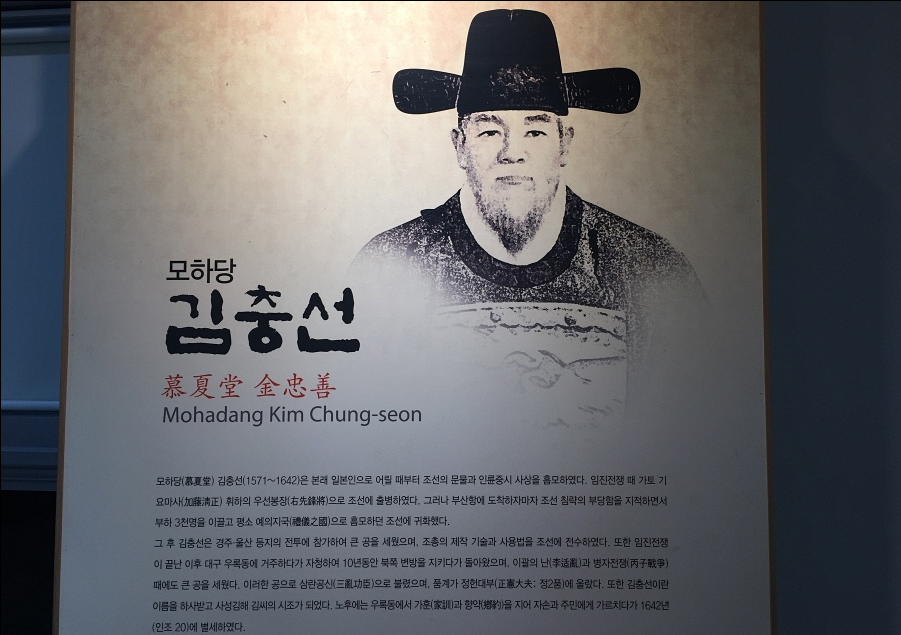 모하당
김충선
慕夏堂 金忠善
Mohadang Kim Chung-seon
모하당(慕夏堂) 김충선(1571~1642)은 본래 일본인으로 어릴 때부터 조선의 문물과 인륜중시 사상을 흠모하였다. 임진전쟁 때 가토 기
요마사(加藤淸正) 휘하의 우선봉장(右先鋒將)으로 조선에 출병하였다. 그러나 부산항에 도착하자마자 조선 침략의 부당함을 지적하면서
부하 3천명을 이끌고 평소 예의지국(禮儀之國)으로 흠모하던 조선에 귀화했다.
그 후 김충선은 경주·울산 등지의 전투에 참가하여 큰 공을 세웠으며, 조총의 제작 기술과 사용법을 조선에 전수하였다. 또한 임진전쟁
이 끝난 이후 대구 우록동에 거주하다가 자청하여 10년동안 북쪽 변방을 지키다가 돌아왔으며, 이괄의 난(李适亂)과 병자전쟁(丙子戰爭)
때에도 큰 공을 세웠다. 이러한 공으로 삼란공신(三亂功臣)으로 불렸으며, 품계가 정헌대부(正憲大夫: 정2품)에 올랐다. 또한 김충선이란
이름을 하사받고 사성김해 김씨의 시조가 되었다. 노후에는 우록동에서 가훈(家訓)과 향약(鄕約)을 지어 자손과 주민에게 가르치다가 1642년
(인조 20)에 별세하였다.